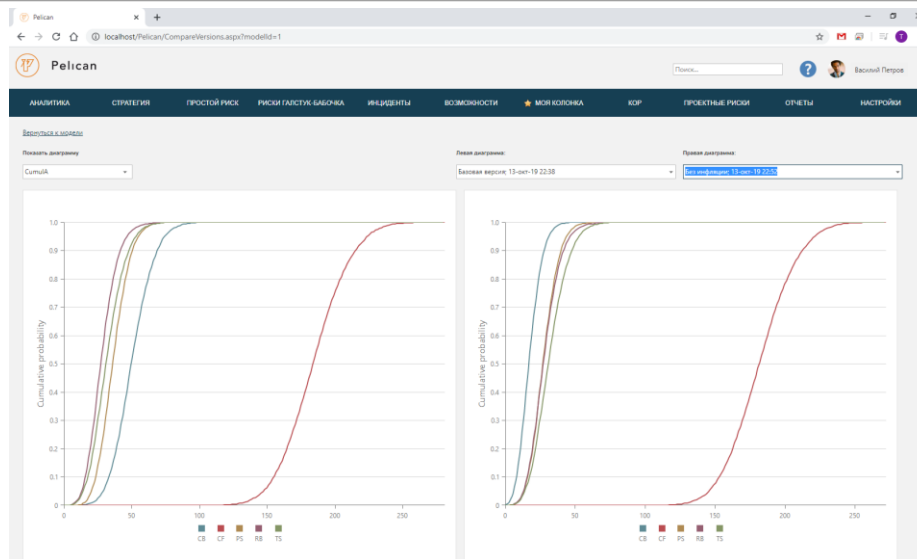 Pelican
localhost/Pelican/CompareVersions.aspx?modelId=1
Pelican
Поиск...
?
Василий Петров
АНАЛИТИКА СТРАТЕГИЯ ПРОСТОЙ РИСК РИСКИ ГАЛСТУК-БАБОЧКА ИНЦИДЕНТЫ ВОЗМОЖНОСТИ МОЯ КОЛОНКА КОР ПРОЕКТНЫЕ РИСКИ ОТЧЕТЫ НАСТРОЙКИ
Вернуться к модели
Показать диаграмму Левая диаграмма: Правая диаграмма:
CumulA Базовая версия; 13-окт-19 22:38 Без инфляции; 13-окт-19 22:52
1.0
0.9
0.8
0.7
0.6
0.5
0.4
0.3
0.2
0.1
0
Cumulative probability
0 50 100 150 200 250
CB CF PS RB TS
1.0
0.9
0.8
0.7
0.6
0.5
0.4
0.3
0.2
0.1
0
Cumulative probability
0 50 100 150 200 250
CB CF PS RB TS